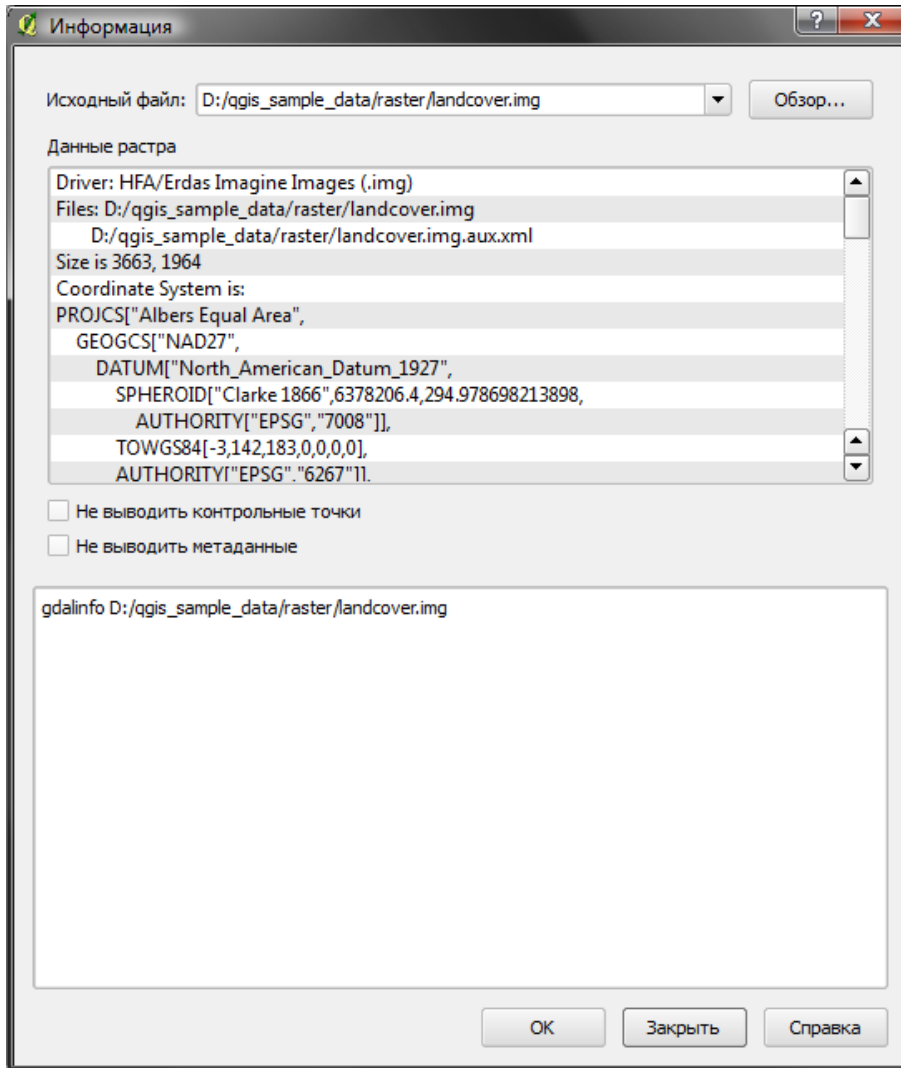 Информация
Исходный файл: D:/qgis_sample_data/raster/landcover.img Обзор...
Данные растра
Driver: HFA/Erdas Imagine Images (.img)
Files: D:/qgis_sample_data/raster/landcover.img
D:/qgis_sample_data/raster/landcover.img.aux.xml
Size is 3663, 1964
Coordinate System is:
PROJCS["Albers Equal Area",
GEOGCS["NAD27",
DATUM["North_American_Datum_1927",
SPHEROID["Clarke 1866",6378206.4,294.978698213898,
AUTHORITY["EPSG","7008"]],
TOWGS84[-3,142,183,0,0,0,0],
AUTHORITY["EPSG","6267"]],
Не выводить контрольные точки
Не выводить метаданные
gdalinfo D:/qgis_sample_data/raster/landcover.img
OK Закрыть Справка